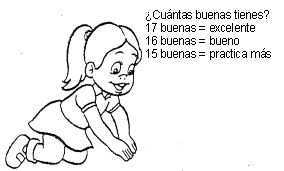 ¿Cuántas buenas tienes?
17 buenas = excelente
16 buenas = bueno
15 buenas = practica más